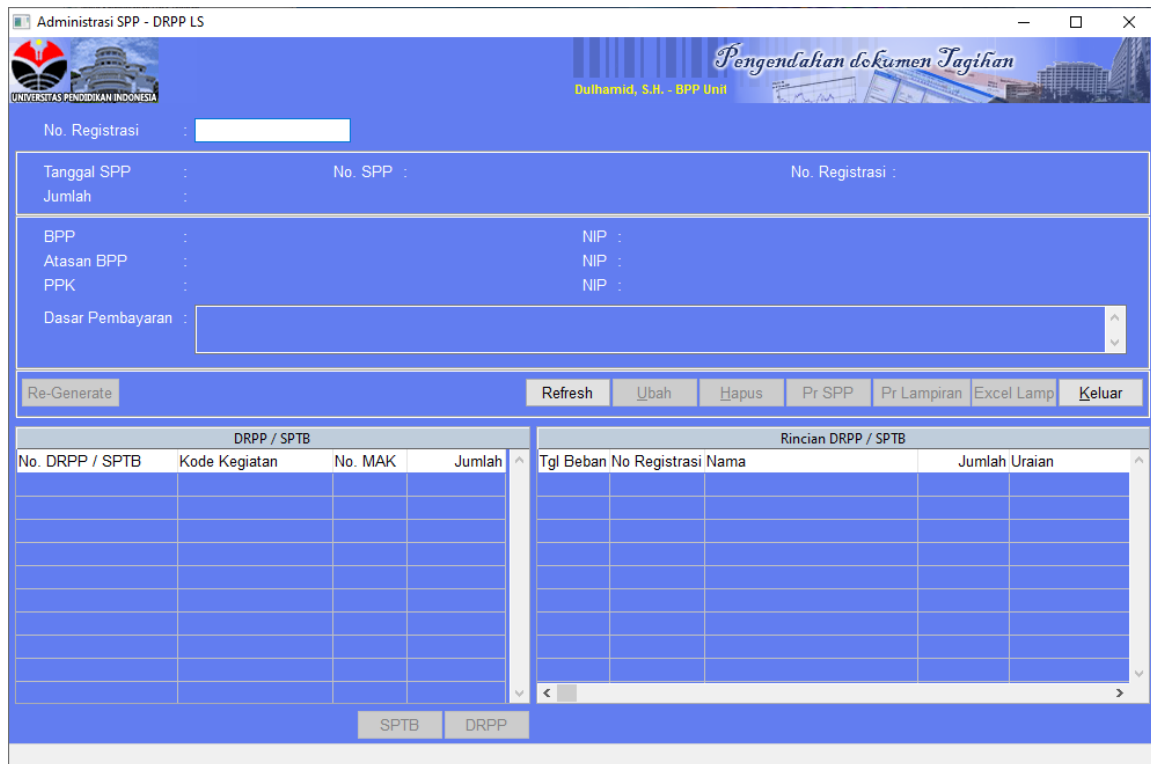 Administrasi SPP - DRPP LS
UNIVERSITAS PENDIDIKAN INDONESIA
Pengendalian dokumen Tagihan
Dulhamid, S.H. - BPP Unit
No. Registrasi :
Tanggal SPP : No. SPP : No. Registrasi :
Jumlah :
BPP : NIP :
Atasan BPP : NIP :
PPK : NIP :
Dasar Pembayaran :
Re-Generate Refresh Ubah Hapus Pr SPP Pr Lampiran Excel Lamp Keluar
DRPP / SPTB Rincian DRPP / SPTB
No. DRPP / SPTB Kode Kegiatan No. MAK Jumlah Tgl Beban No Registrasi Nama Jumlah Uraian
SPTB DRPP